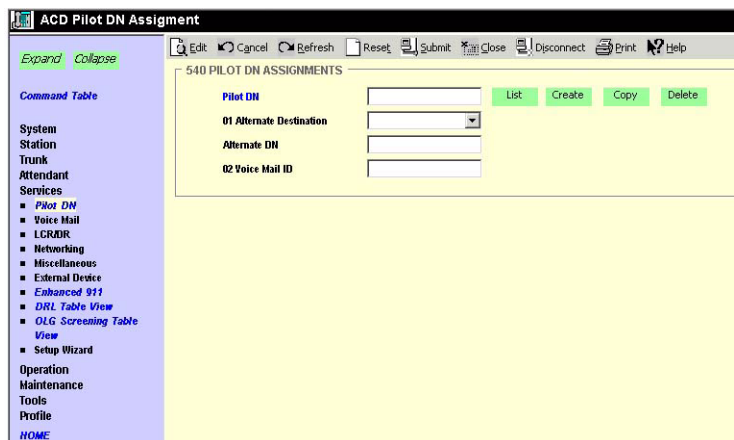 ACD Pilot DN Assigment
Edit Cancel Refresh Reset Submit Close Disconnect Print Help
Expand Collapse
Command Table
System
Station
Trunk
Attendant
Services
Pilot DN
Voice Mail
LCR/DR
Networking
Miscellaneous
External Device
Enhanced 911
DRL Table View
OLG Screening Table
View
Setup Wizard
Operation
Maintenance
Tools
Profile
HOME
540 PILOT DN ASSIGNMENTS
Pilot DN List Create Copy Delete
01 Alternate Destination
Alternate DN
02 Voice Mail ID